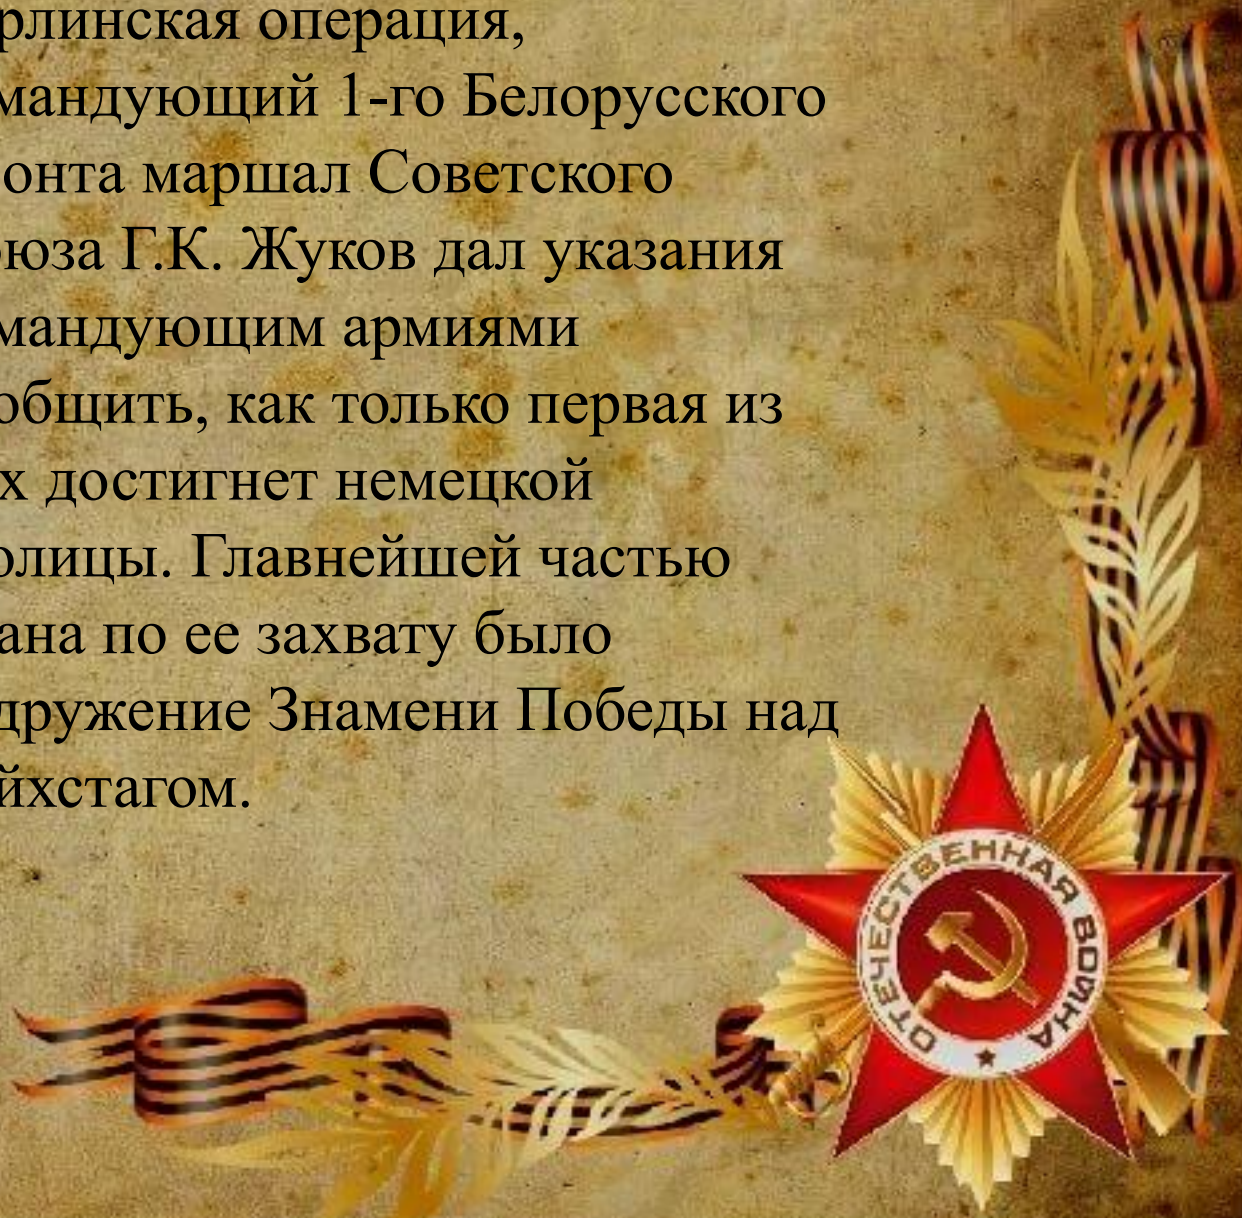 рлинская операция,
мандующий 1-го Белорусского
онта маршал Советского
юза Г.К. Жуков дал указания
мандующим армиями
общить, как только первая из
х достигнет немецкой
олицы. Главнейшей частью
ана по ее захвату было
дружение Знамени Победы над
йхстагом.
ОТЕЧЕСТВЕННАЯ ВОЙНА